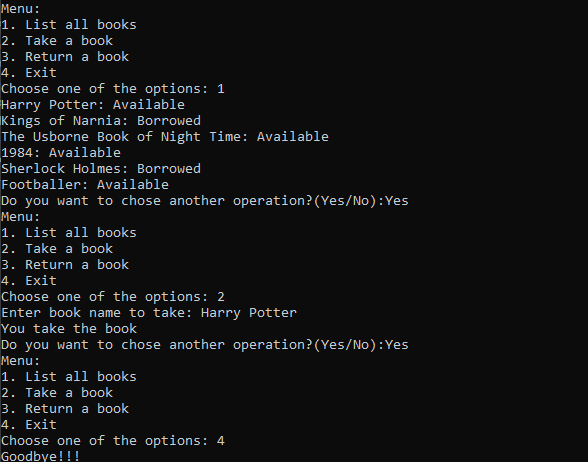 Menu:
1. List all books
2. Take a book
3. Return a book
4. Exit
Choose one of the options: 1
Harry Potter: Available
Kings of Narnia: Borrowed
The Usborne Book of Night Time: Available
1984: Available
Sherlock Holmes: Borrowed
Footballer: Available
Do you want to chose another operation?(Yes/No):Yes
Menu:
1. List all books
2. Take a book
3. Return a book
4. Exit
Choose one of the options: 2
Enter book name to take: Harry Potter
You take the book
Do you want to chose another operation?(Yes/No):Yes
Menu:
1. List all books
2. Take a book
3. Return a book
4. Exit
Choose one of the options: 4
Goodbye!!!